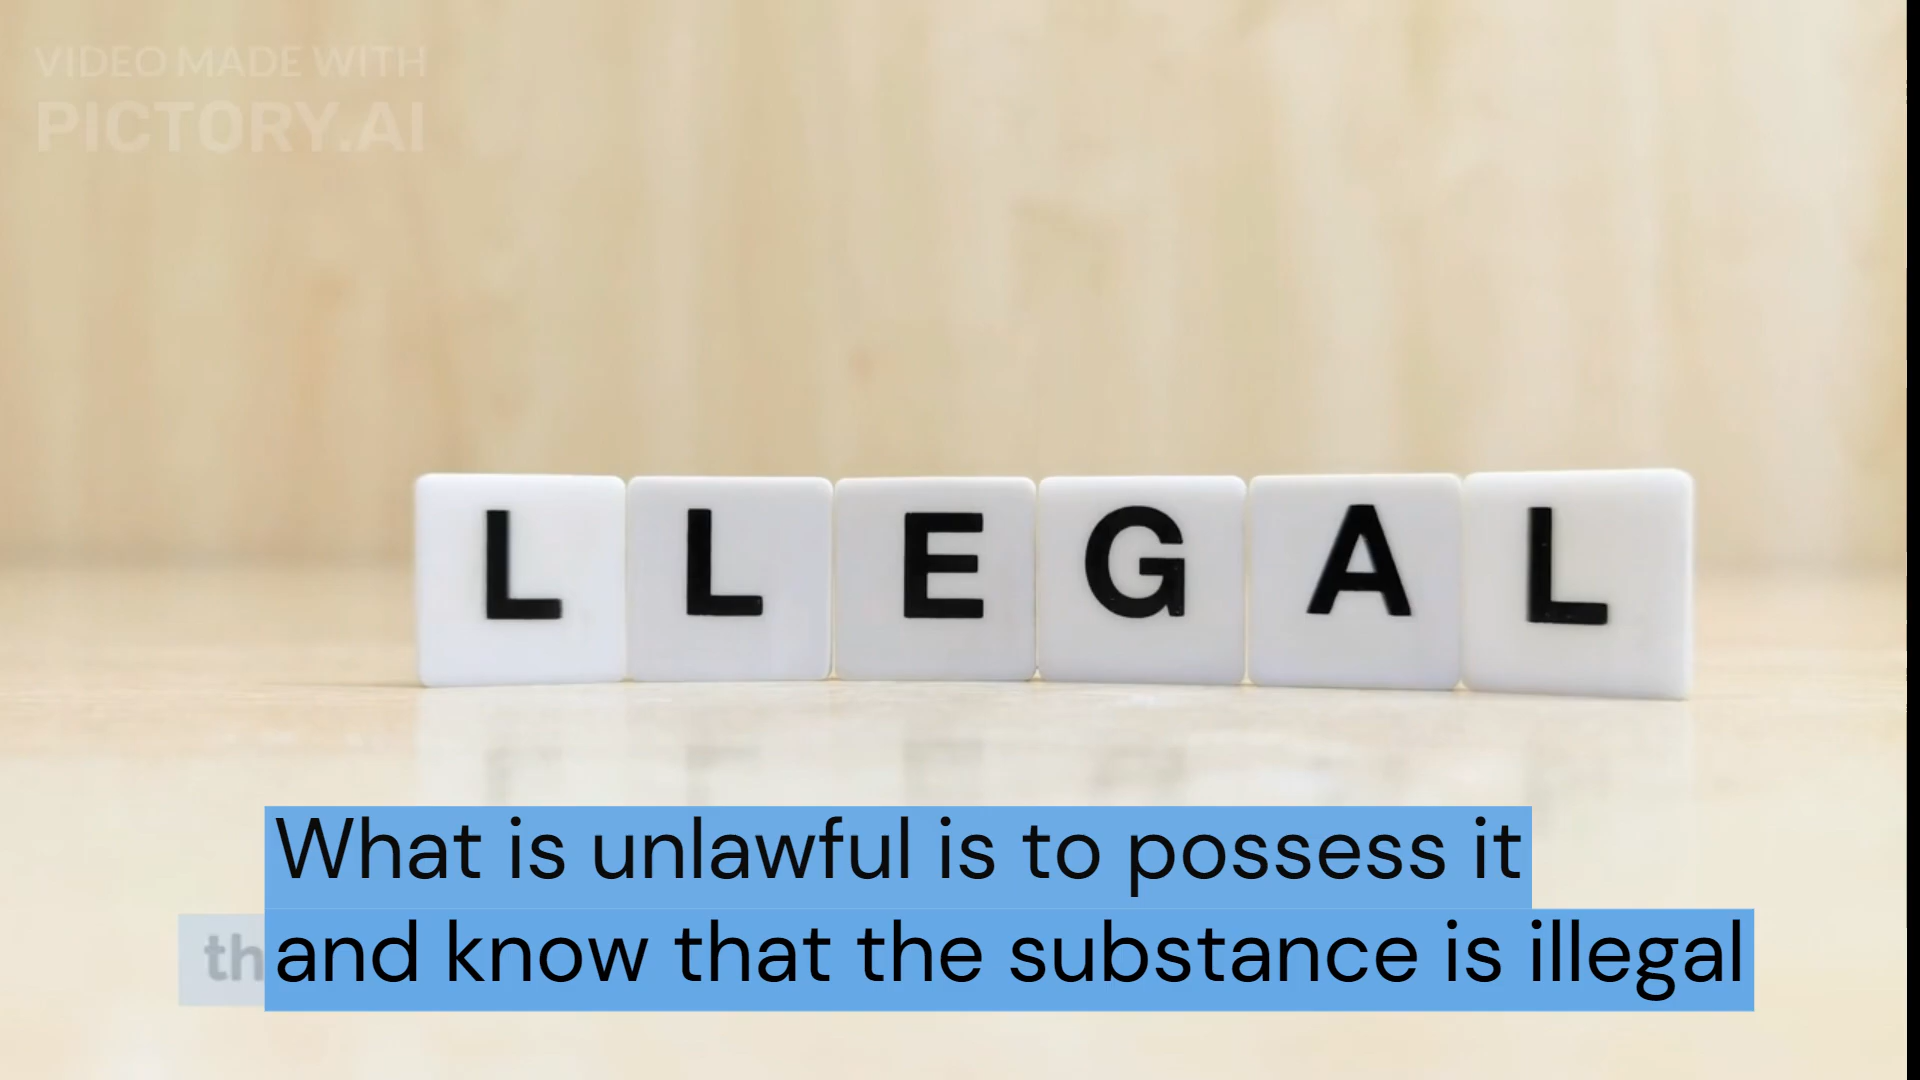 VIDEO MADE WITH
PICTORY.AI
LLEGAL
What is unlawful is to possess it
th
and know that the substance is illegal